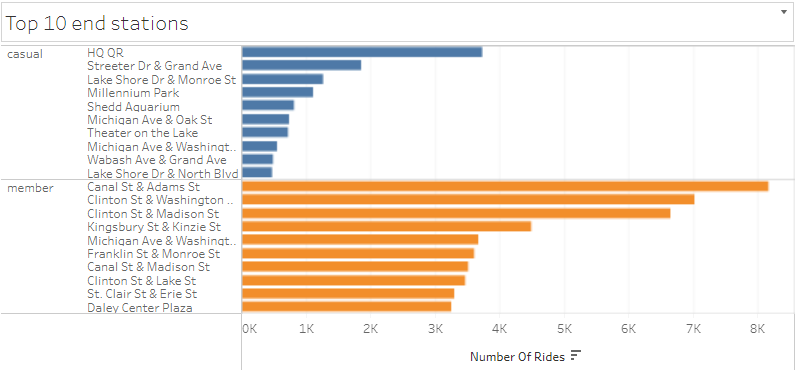 Top 10 end stations
casual
HQ QR
Streeter Dr & Grand Ave
Lake Shore Dr & Monroe St
Millennium Park
Shedd Aquarium
Michigan Ave & Oak St
Theater on the Lake
Michigan Ave & Washingt..
Wabash Ave & Grand Ave
Lake Shore Dr & North Blvd
member
Canal St & Adams St
Clinton St & Washington ..
Clinton St & Madison St
Kingsbury St & Kinzie St
Michigan Ave & Washingt..
Franklin St & Monroe St
Canal St & Madison St
Clinton St & Lake St
St. Clair St & Erie St
Daley Center Plaza
0K 1K 2K 3K 4K 5K 6K 7K 8K
Number Of Rides